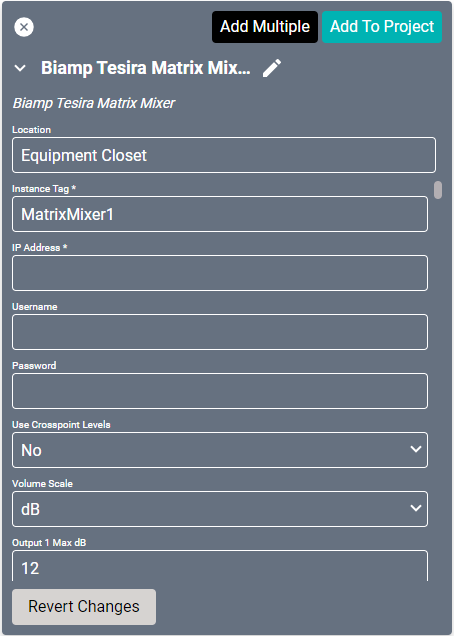 Add Multiple
Add To Project
Biamp Tesira Matrix Mix...
Biamp Tesira Matrix Mixer
Location
Equipment Closet
Instance Tag *
MatrixMixer1
IP Address *
Username
Password
Use Crosspoint Levels
No
Volume Scale
dB
Output 1 Max dB
12
Revert Changes